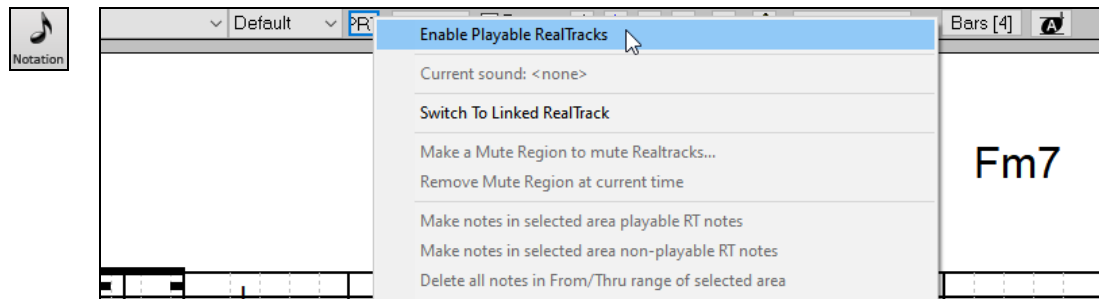 Default PRT Bars [4]
Notation
Enable Playable RealTracks
Current sound: <none>
Switch To Linked RealTrack
Make a Mute Region to mute Realtracks...
Fm7
Remove Mute Region at current time
Make notes in selected area playable RT notes
Make notes in selected area non-playable RT notes
Delete all notes in From/Thru range of selected area